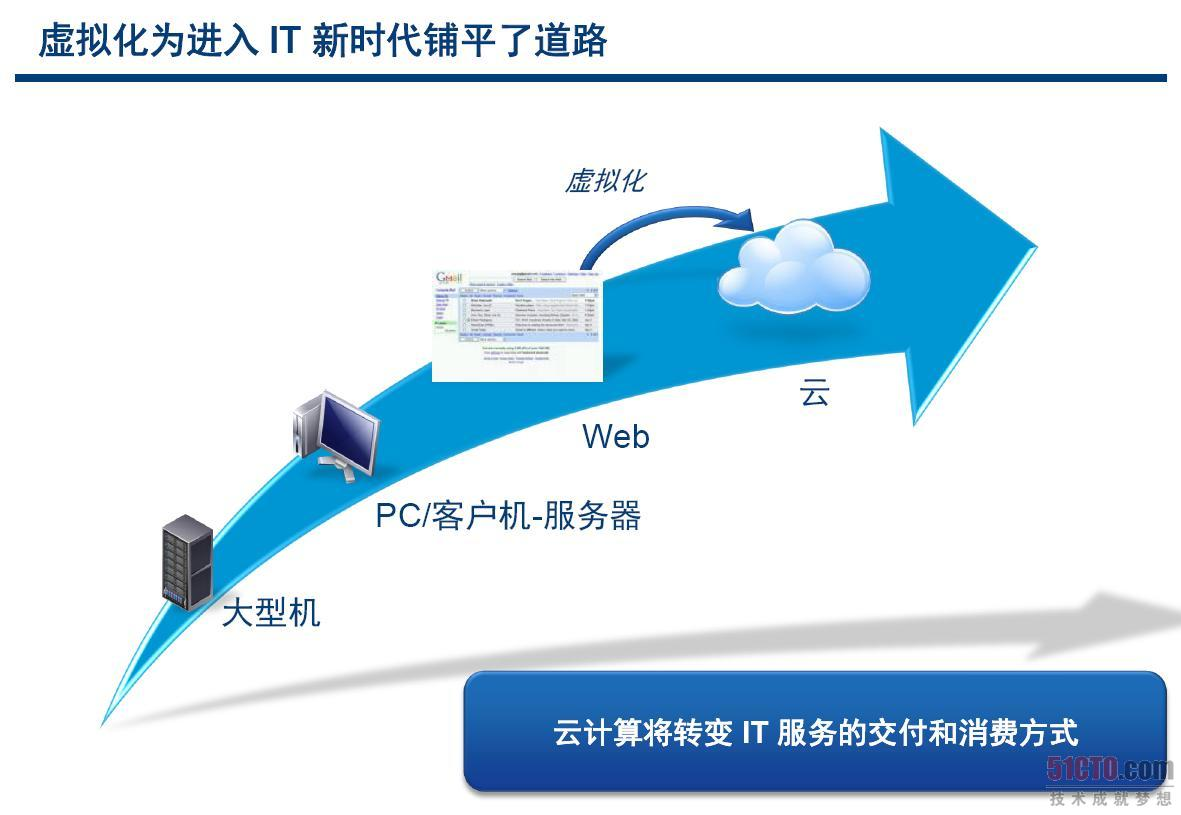 虚拟化为进入 IT 新时代铺平了道路
虚拟化
Gmail
云
Web
PC/客户机-服务器
大型机
云计算将转变 IT 服务的交付和消费方式
51CTO.com
技术成就梦想